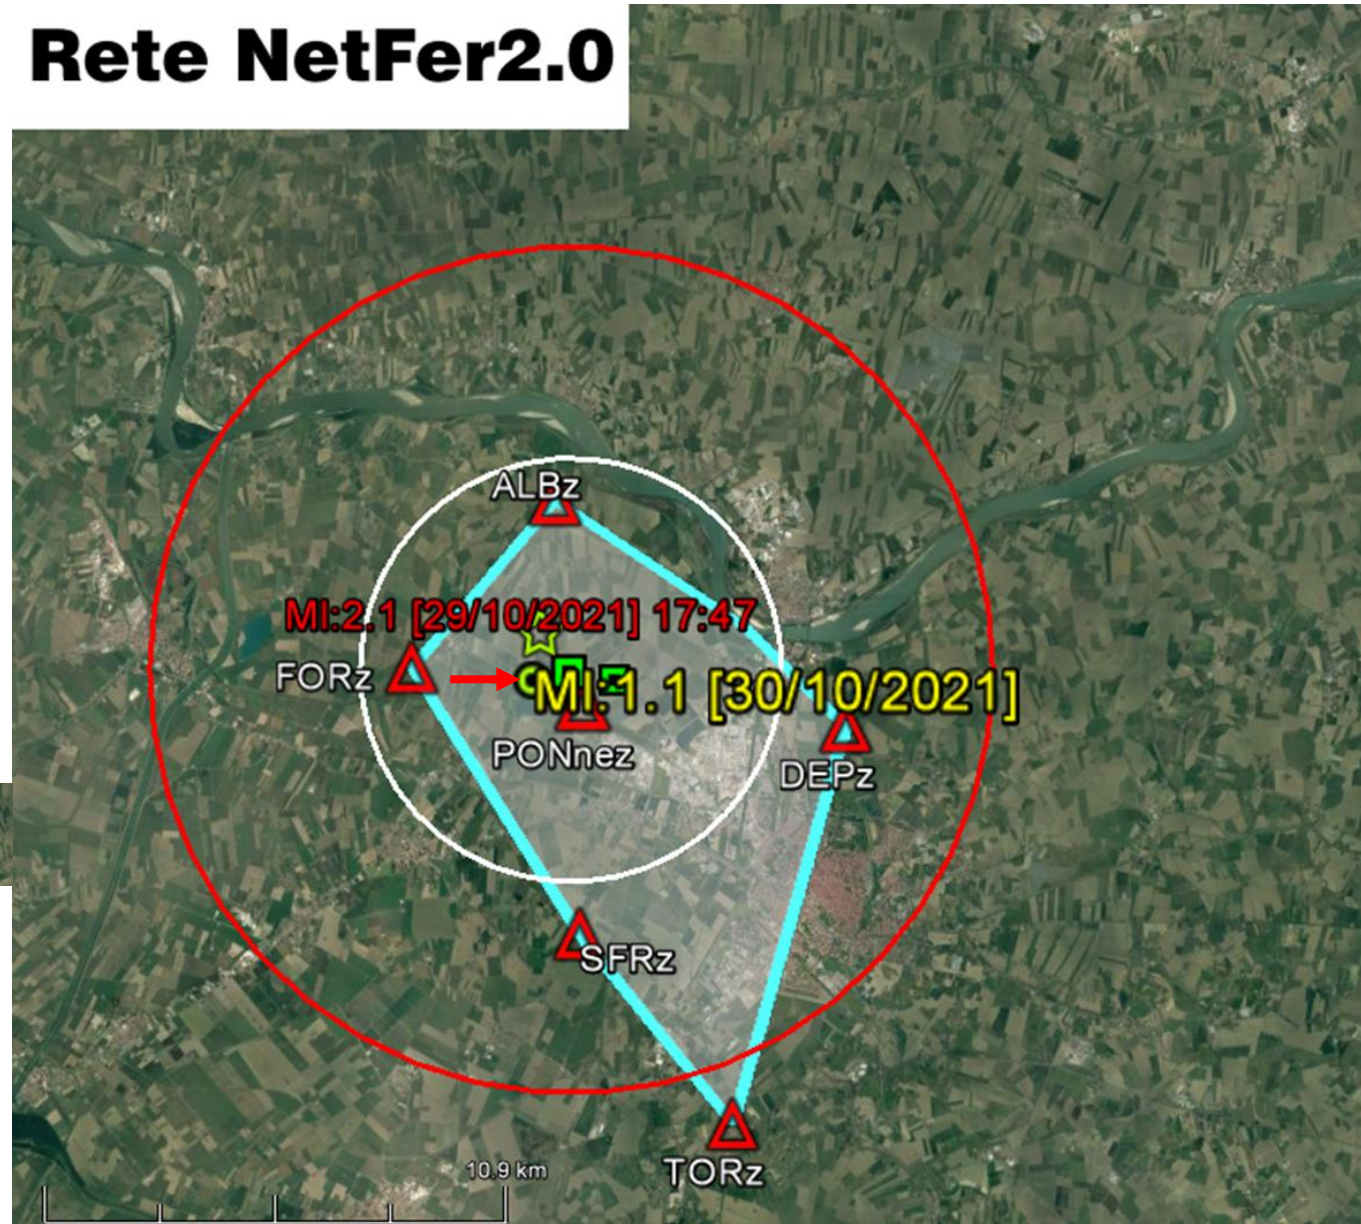 Rete NetFer2.0
ALBz
Ml:2.1 [29/10/2021] 17:47
FORz
Ml:1.1 [30/10/2021]
PONnez
DEPz
SFRz
10.9 km
TORz